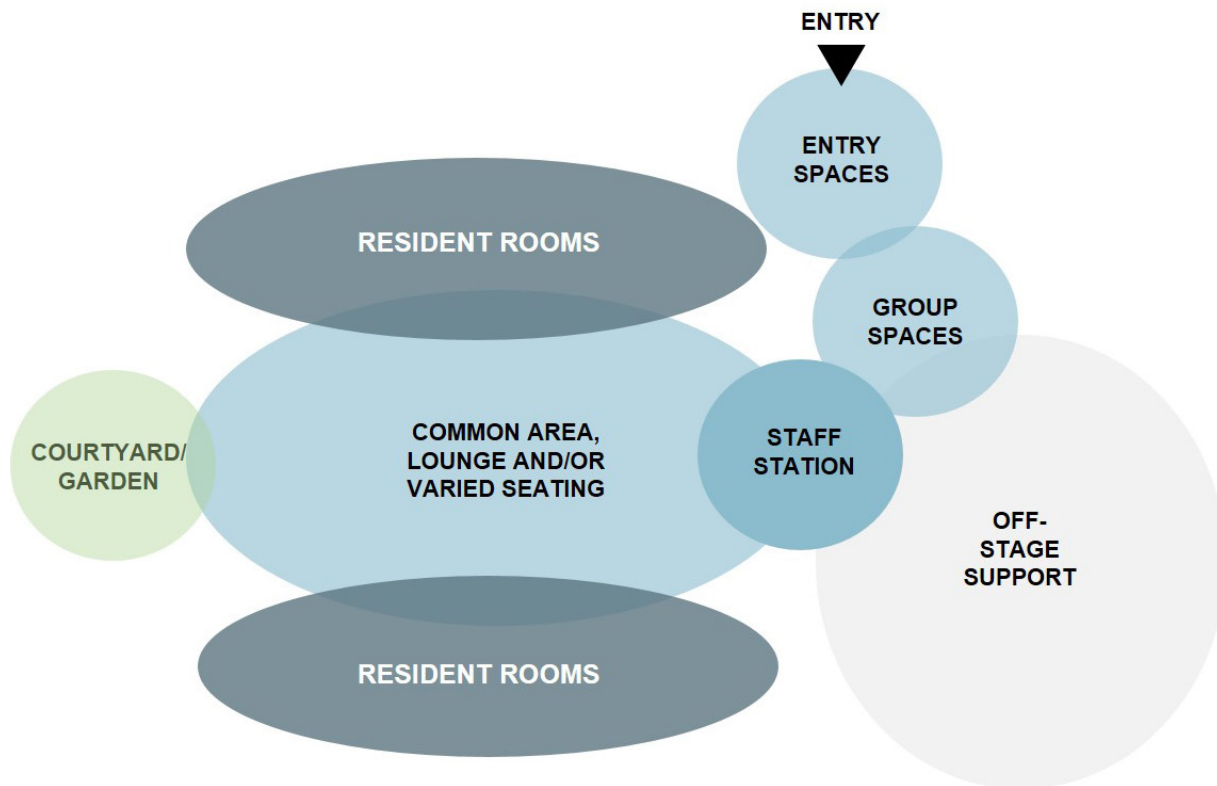 ENTRY
ENTRY
SPACES
RESIDENT ROOMS
GROUP
SPACES
COURTYARD/
GARDEN
COMMON AREA,
LOUNGE AND/OR
VARIED SEATING
STAFF
STATION
OFF-
STAGE
SUPPORT
RESIDENT ROOMS